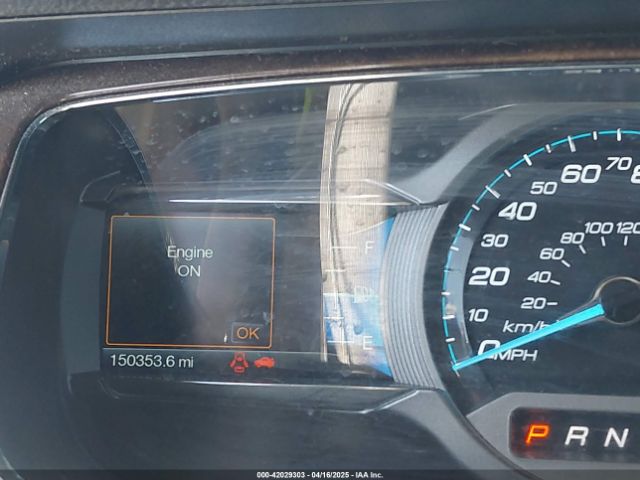 Engine
ON
OK
150353.6 mi
F
E
0 10 20 30 40 50 60 70
20 40 60 80 100 120
km/h
MPH
P R N
000-42029303 - 04/16/2025 - IAA Inc.